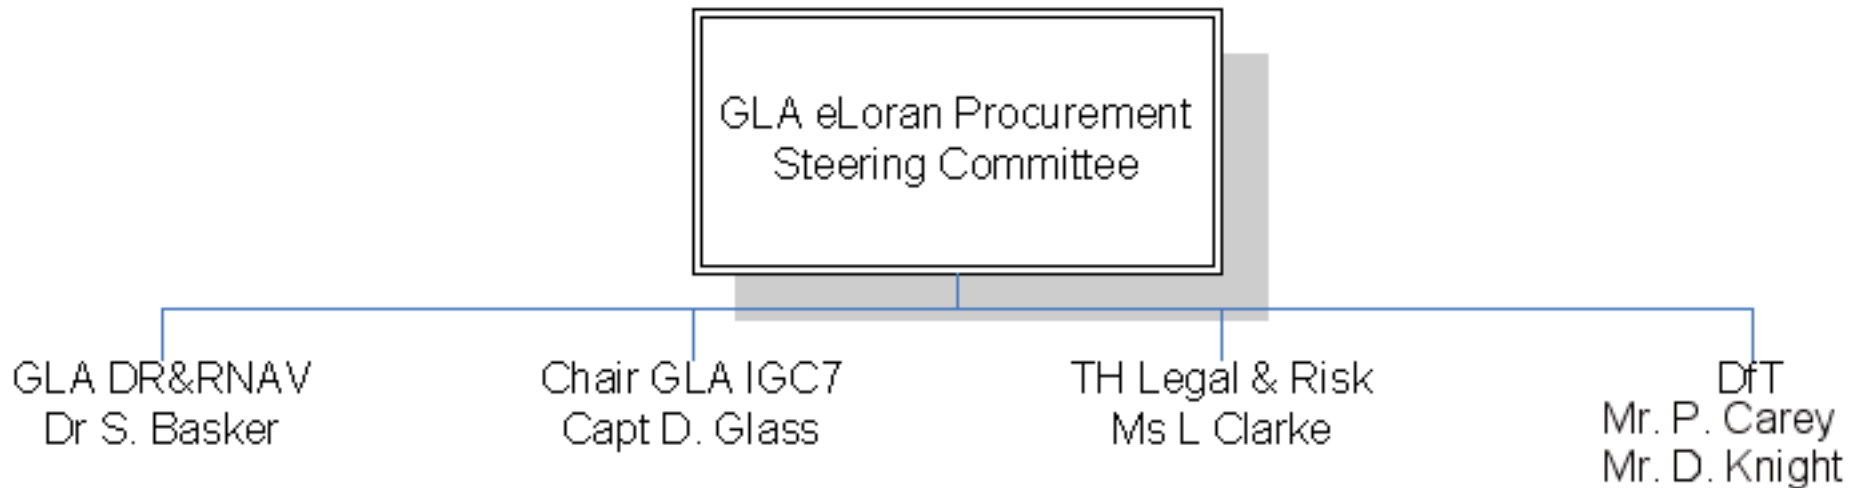 GLA eLoran Procurement
Steering Committee
GLA DR&RNAV
Dr S. Basker
Chair GLA IGC7
Capt D. Glass
TH Legal & Risk
Ms L Clarke
DfT
Mr. P. Carey
Mr. D. Knight